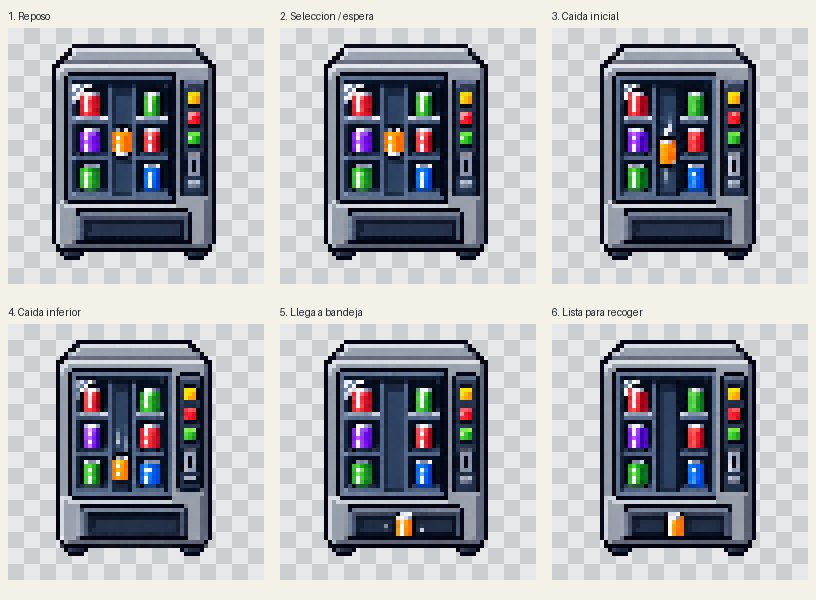 1. Reposo
2. Seleccion / espera
3. Caida inicial
4. Caida inferior
5. Llega a bandeja
6. Lista para recoger